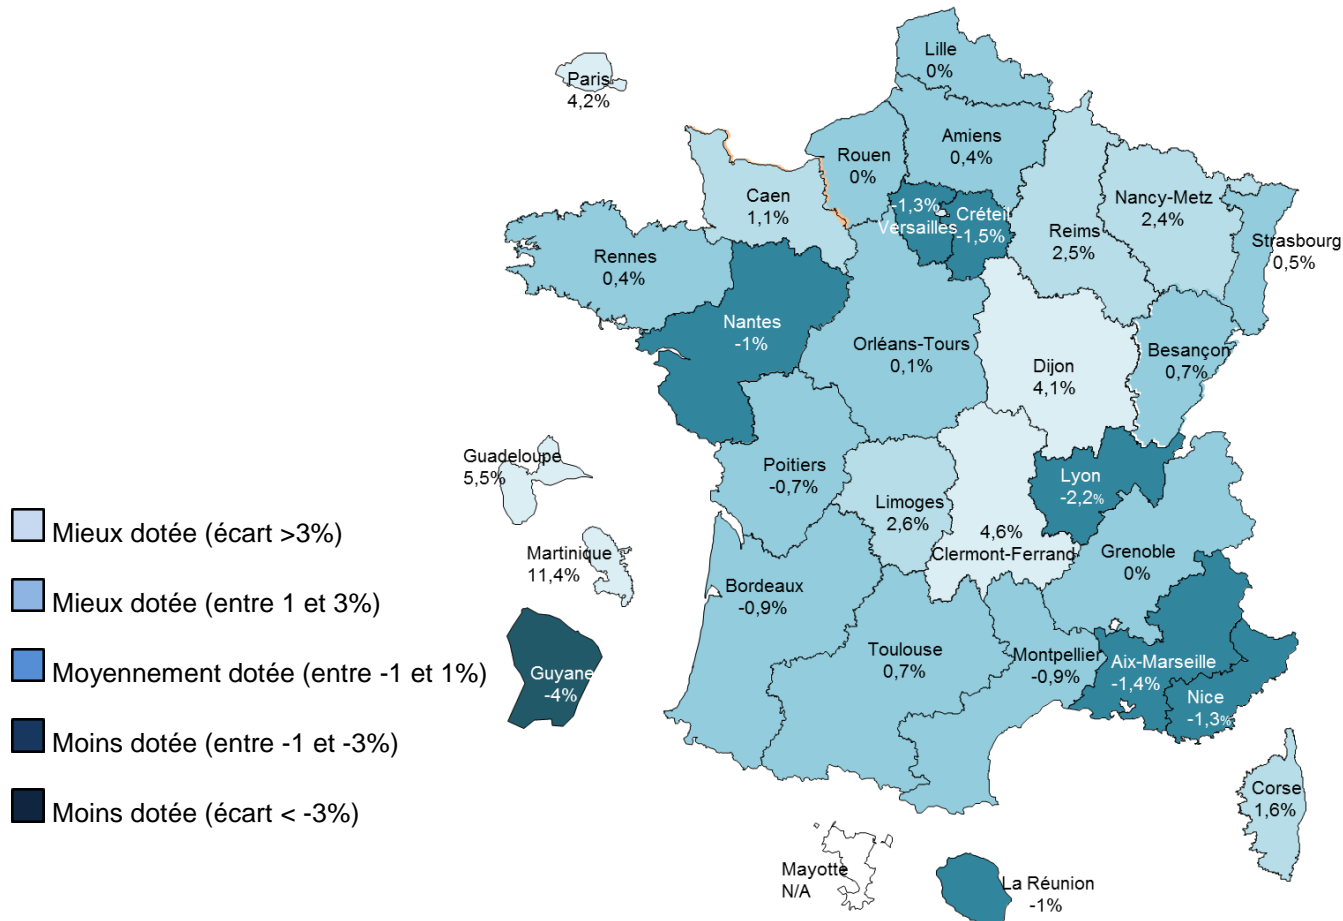 Lille
0%
Paris
4,2%
Amiens
0,4%
Rouen
0%
Caen
1,1%
-1,3%
Versailles
Créteil
-1,5%
Reims
2,5%
Nancy-Metz
2,4%
Strasbourg
0,5%
Rennes
0,4%
Nantes
-1%
Orléans-Tours
0,1%
Dijon
4,1%
Besançon
0,7%
Guadeloupe
5,5%
Poitiers
-0,7%
Limoges
2,6%
4,6%
Clermont-Ferrand
Lyon
-2,2%
Grenoble
0%
Martinique
11,4%
Bordeaux
-0,9%
Toulouse
0,7%
Montpellier
-0,9%
Aix-Marseille
-1,4%
Nice
-1,3%
Guyane
-4%
Corse
1,6%
Mayotte
N/A
La Réunion
-1%
Mieux dotée (écart >3%)
Mieux dotée (entre 1 et 3%)
Moyennement dotée (entre -1 et 1%)
Moins dotée (entre -1 et -3%)
Moins dotée (écart < -3%)